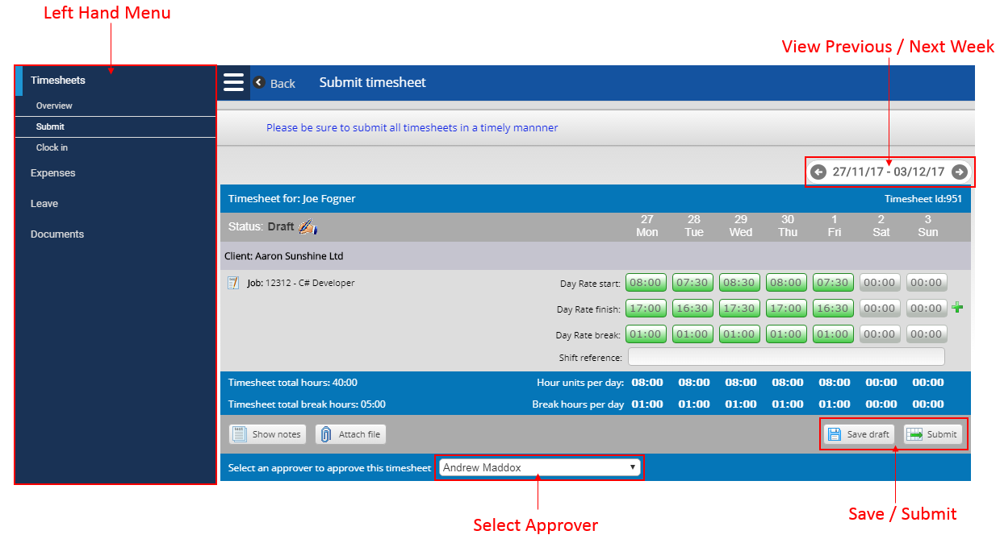 Left Hand Menu
View Previous / Next Week
Timesheets
Overview
Submit
Clock in
Expenses
Leave
Documents
Back
Submit timesheet
Please be sure to submit all timesheets in a timely mannner
27/11/17 - 03/12/17
Timesheet for: Joe Fogner Timesheet Id:951
Status: Draft
27 28 29 30 1 2 3
Mon Tue Wed Thu Fri Sat Sun
Client: Aaron Sunshine Ltd
Job: 12312 - C# Developer
Day Rate start: 08:00 07:30 08:30 08:00 07:30 00:00 00:00
Day Rate finish: 17:00 16:30 17:30 17:00 16:30 00:00 00:00
Day Rate break: 01:00 01:00 01:00 01:00 01:00 00:00 00:00
Shift reference:
Timesheet total hours: 40:00 Hour units per day: 08:00 08:00 08:00 08:00 08:00 00:00 00:00
Timesheet total break hours: 05:00 Break hours per day 01:00 01:00 01:00 01:00 01:00 00:00 00:00
Show notes Attach file Save draft Submit
Select an approver to approve this timesheet Andrew Maddox
Select Approver
Save / Submit